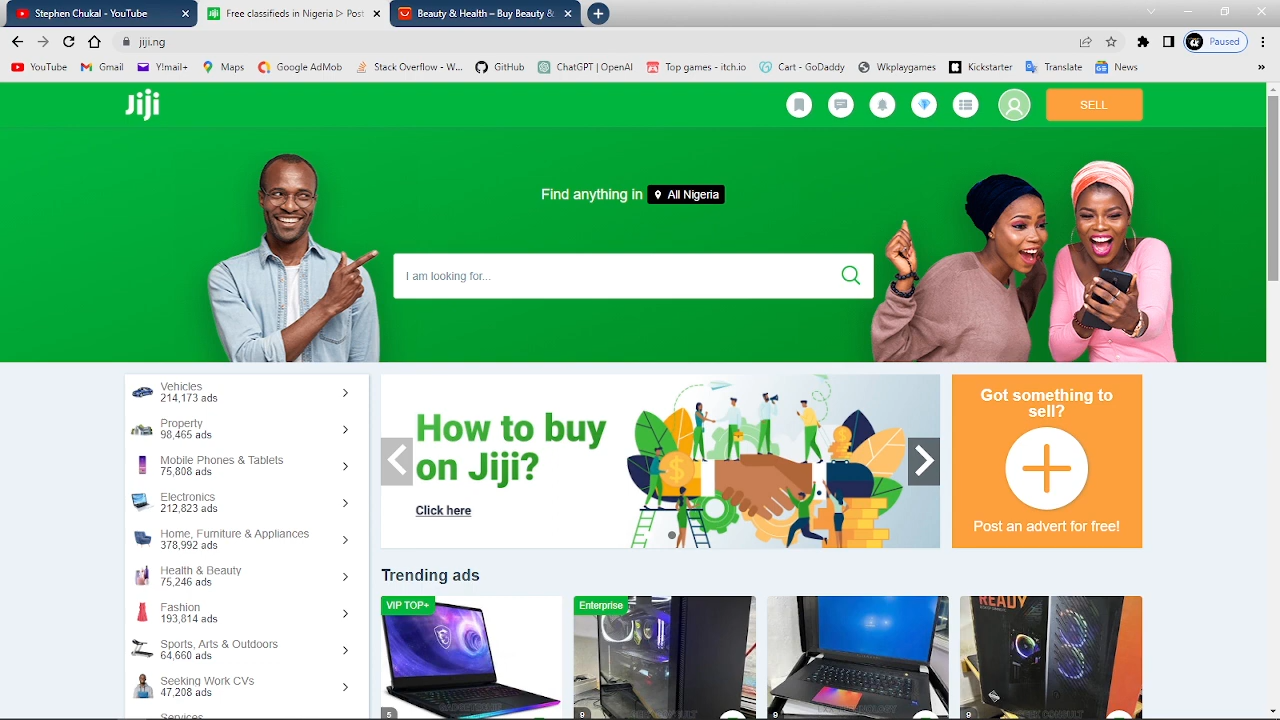 Stephen Chukal - YouTube
Free classifieds in Nigeria ▷ Post
Beauty & Health – Buy Beauty &
jiji.ng
Paused
YouTube
Gmail
Y!mail+
Maps
Google AdMob
Stack Overflow - W...
GitHub
ChatGPT | OpenAI
Top games - itch.io
Cart - GoDaddy
Wkplaygames
Kickstarter
Translate
News
Jiji
SELL
Find anything in All Nigeria
I am looking for...
Vehicles
214,173 ads
Property
98,465 ads
Mobile Phones & Tablets
75,808 ads
Electronics
212,823 ads
Home, Furniture & Appliances
378,992 ads
Health & Beauty
75,246 ads
Fashion
193,814 ads
Sports, Arts & Outdoors
64,660 ads
Seeking Work CVs
47,208 ads
Services
How to buy
on Jiji?
Click here
Got something to
sell?
Post an advert for free!
Trending ads
VIP TOP+
5
Enterprise
9
9
READY
9